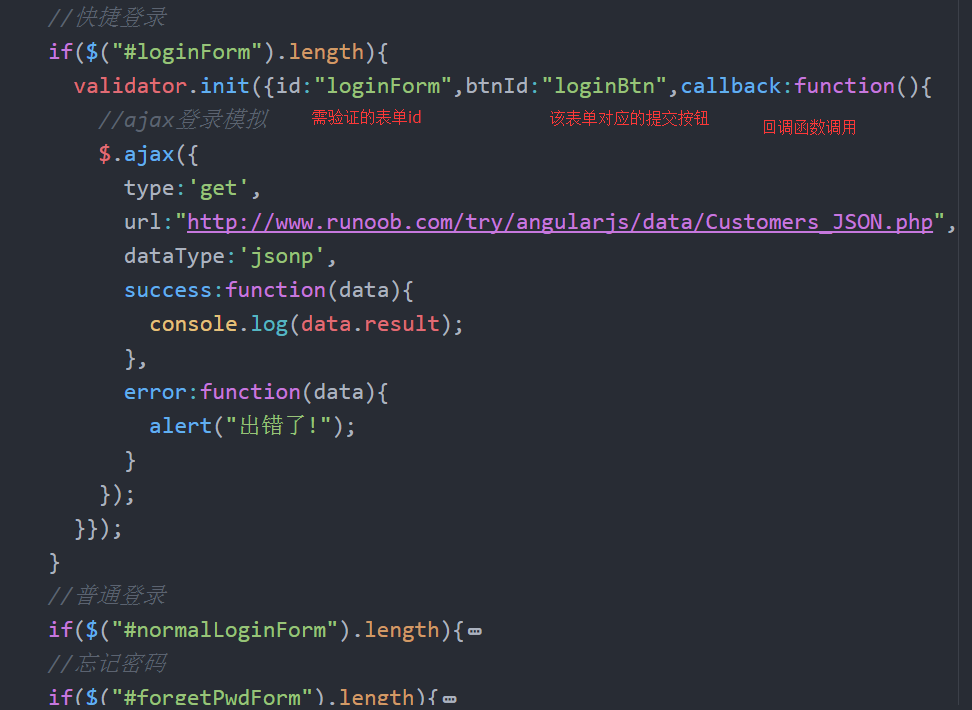 //快捷登录
if($("#loginForm").length){
validator.init({id:"loginForm",btnId:"loginBtn",callback:function(){
//ajax登录模拟 需验证的表单id 该表单对应的提交按钮 回调函数调用
$.ajax({
type:'get',
url:"http://www.runoob.com/try/angularjs/data/Customers_JSON.php",
dataType:'jsonp',
success:function(data){
console.log(data.result);
},
error:function(data){
alert("出错了!");
}
});
}});
}
//普通登录
if($("#normalLoginForm").length){
//忘记密码
if($("#forgetPwdForm").length){